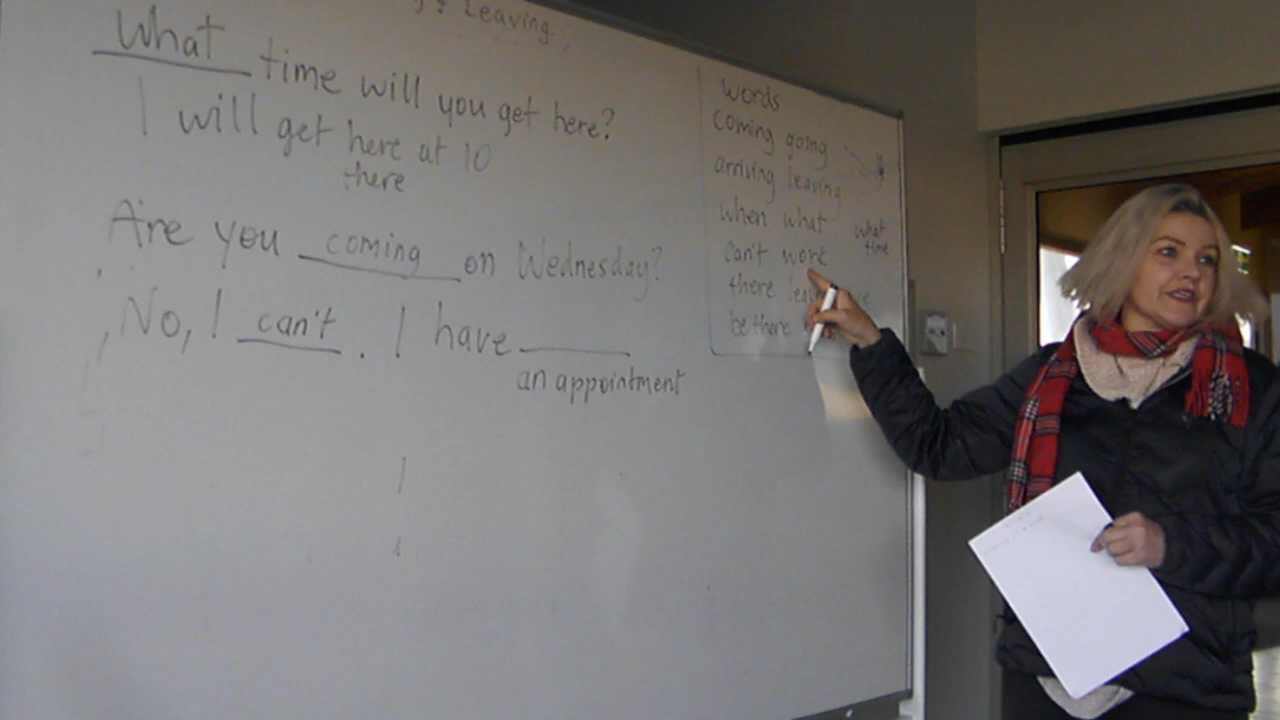 & Leaving.
What time will you get here?
I will get here at 10
there
Are you coming on Wednesday?
No, I can't. I have
an appointment
words
coming going
arriving leaving
when what
what
time
can't work
there
be there